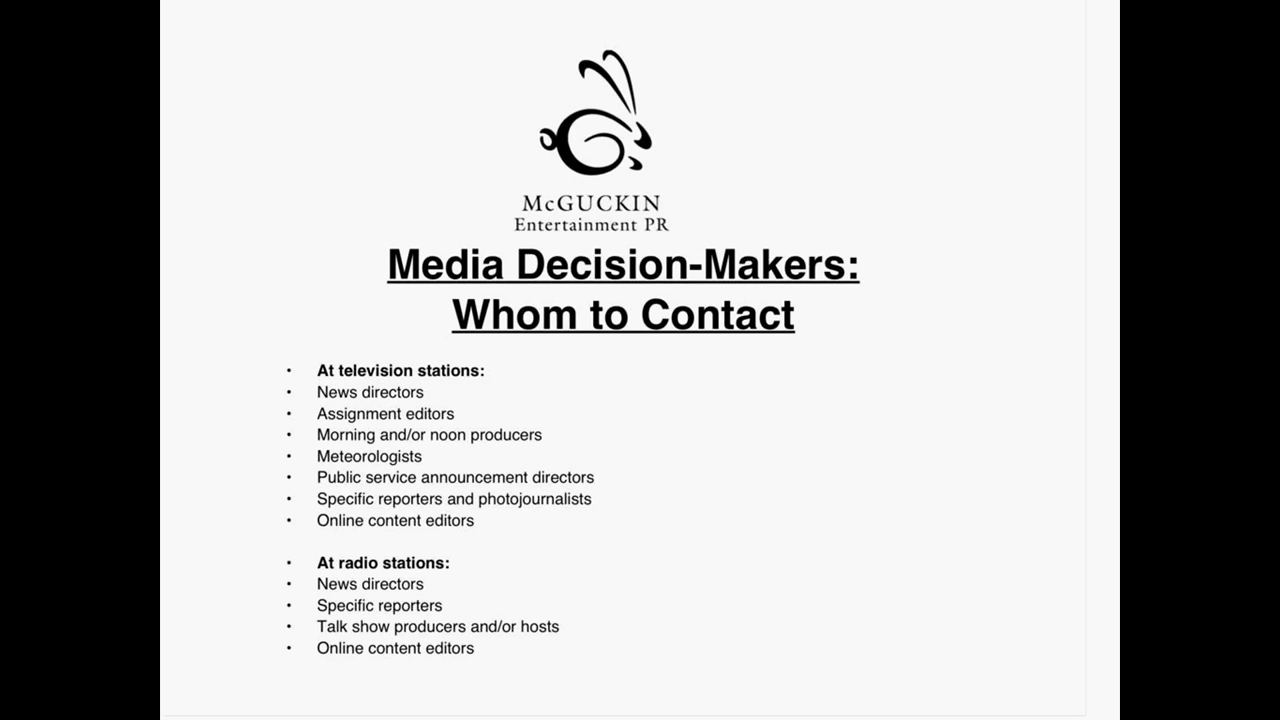 McGUCKIN
Entertainment PR
Media Decision-Makers:
Whom to Contact
• At television stations:
• News directors
• Assignment editors
• Morning and/or noon producers
• Meteorologists
• Public service announcement directors
• Specific reporters and photojournalists
• Online content editors
• At radio stations:
• News directors
• Specific reporters
• Talk show producers and/or hosts
• Online content editors